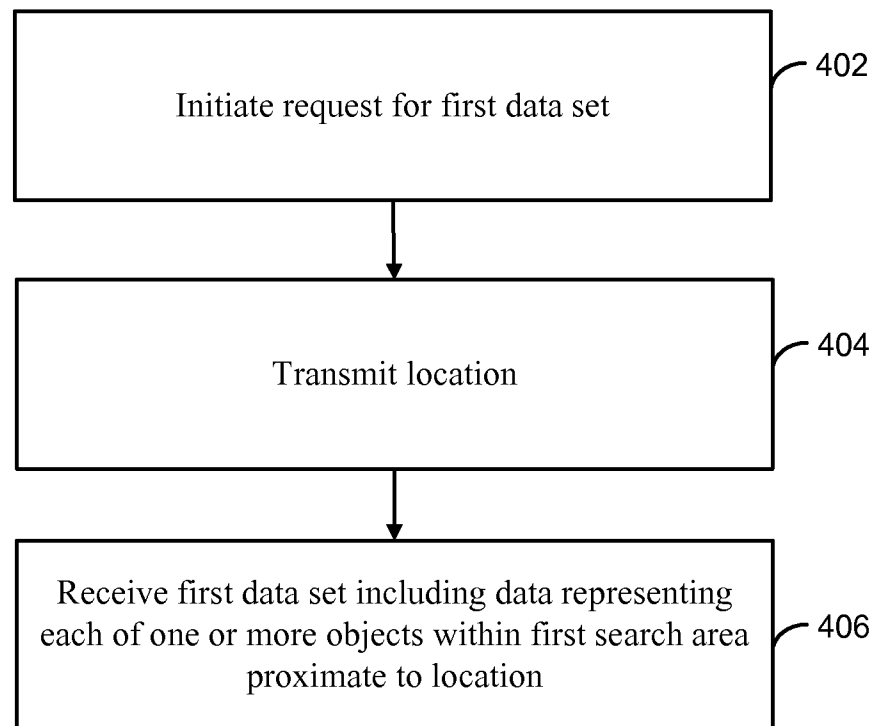 Initiate request for first data set
402
Transmit location
404
Receive first data set including data representing
each of one or more objects within first search area
proximate to location
406